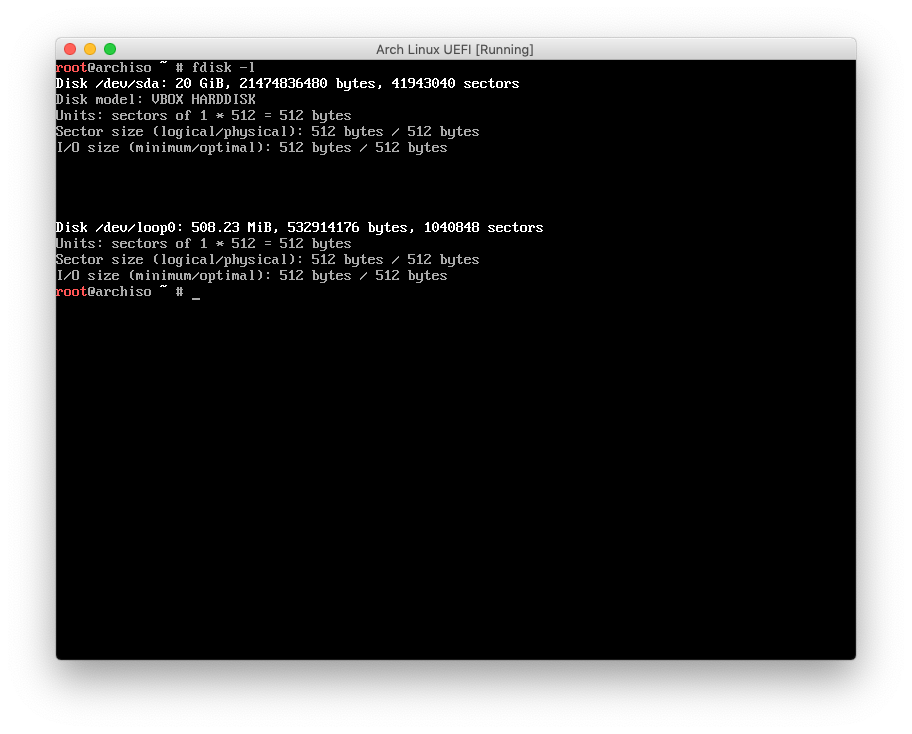 Arch Linux UEFI [Running]
root@archiso ~ # fdisk -l
Disk /dev/sda: 20 GiB, 21474836480 bytes, 41943040 sectors
Disk model: VBOX HARDDISK
Units: sectors of 1 * 512 = 512 bytes
Sector size (logical/physical): 512 bytes / 512 bytes
I/O size (minimum/optimal): 512 bytes / 512 bytes
Disk /dev/loop0: 508.23 MiB, 532914176 bytes, 1040848 sectors
Units: sectors of 1 * 512 = 512 bytes
Sector size (logical/physical): 512 bytes / 512 bytes
I/O size (minimum/optimal): 512 bytes / 512 bytes
root@archiso ~ # _